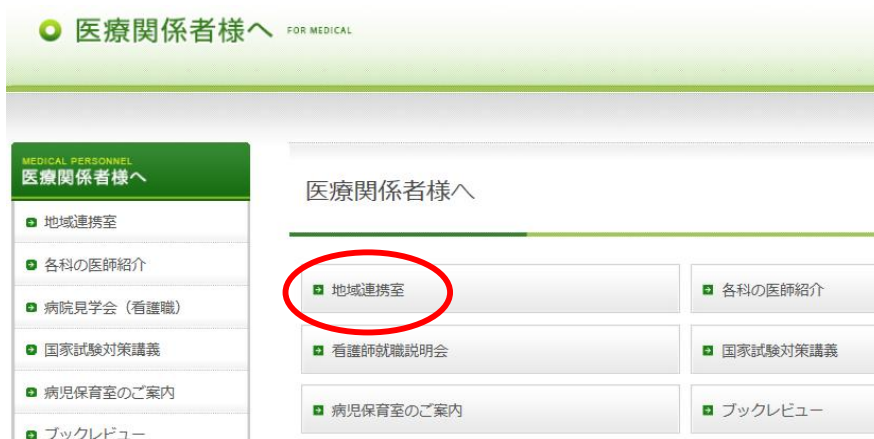 医療関係者様へ FOR MEDICAL
MEDICAL PERSONNEL
医療関係者様へ
地域連携室
各科の医師紹介
病院見学会（看護職）
国家試験対策講義
病児保育室のご案内
ブックレビュー
医療関係者様へ
地域連携室
各科の医師紹介
看護師就職説明会
国家試験対策講義
病児保育室のご案内
ブックレビュー